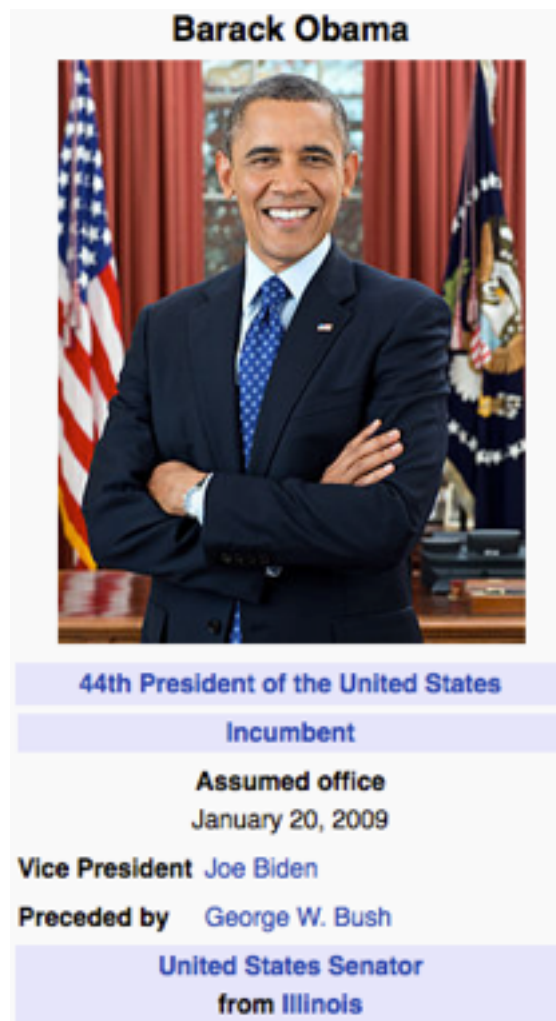 Barack Obama
44th President of the United States
Incumbent
Assumed office
January 20, 2009
Vice President Joe Biden
Preceded by George W. Bush
United States Senator
from Illinois